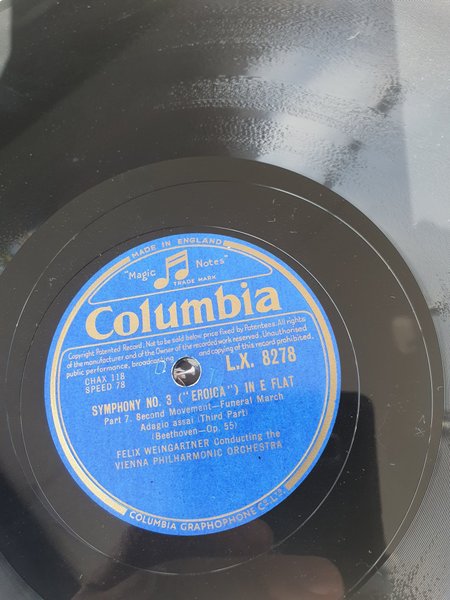 MADE IN ENGLAND
"Magic Notes"
TRADE MARK
Columbia
Copyright Patented Record; Not to be sold below price fixed by Patentees. All rights
of the manufacturer and of the Owner of the recorded work reserved. Unauthorised
public performance, broadcasting and copying of this record prohibited.
CHAX 118
SPEED 78
L.X. 8278
SYMPHONY NO. 3 ("EROICA") IN E FLAT
Part 7. Second Movement—Funeral March
Adagio assai (Third Part)
(Beethoven—Op. 55)
FELIX WEINGARTNER Conducting the
VIENNA PHILHARMONIC ORCHESTRA
COLUMBIA GRAPHOPHONE CO. LTD.